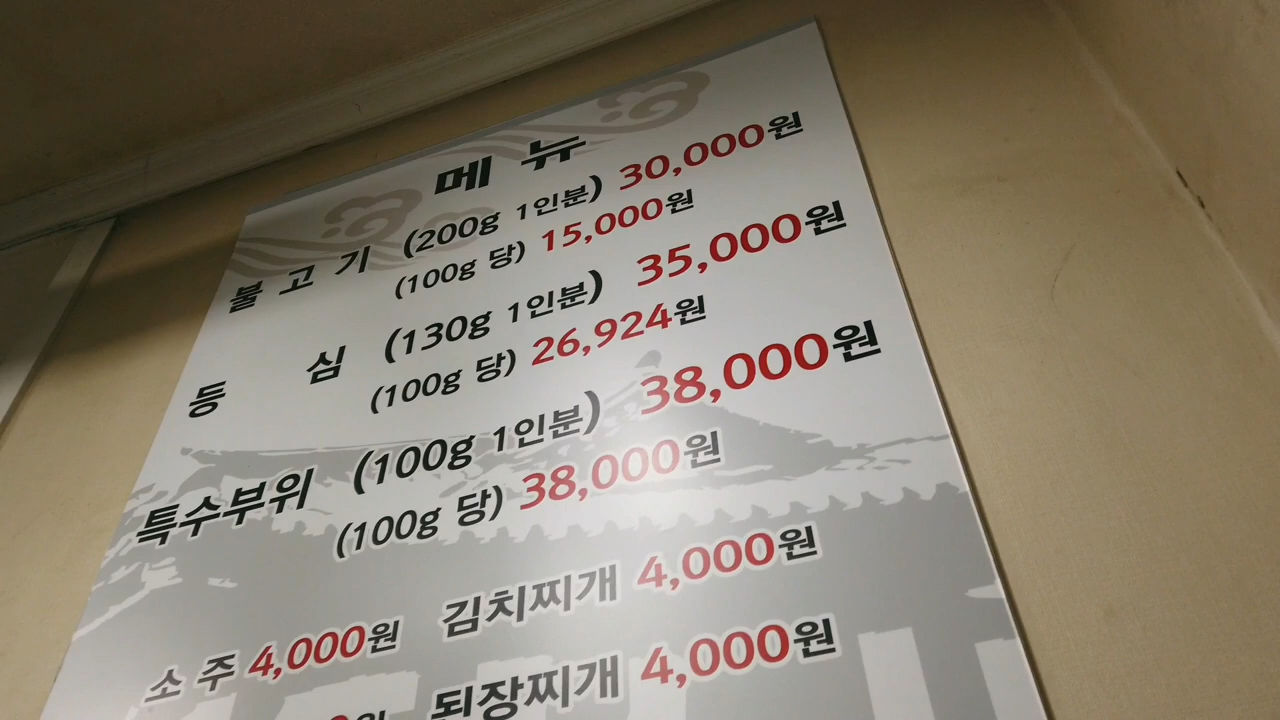 메 뉴
불 고 기 (200g 1인분) 30,000원
(100g 당) 15,000원
등 심 (130g 1인분) 35,000원
(100g 당) 26,924원
특수부위 (100g 1인분) 38,000원
(100g 당) 38,000원
소 주 4,000원 김치찌개 4,000원
된장찌개 4,000원